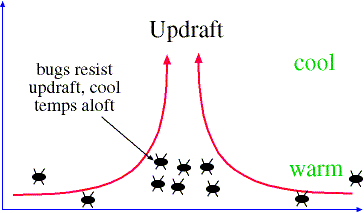 Updraft
bugs resist
updraft, cool
temps aloft
cool
warm